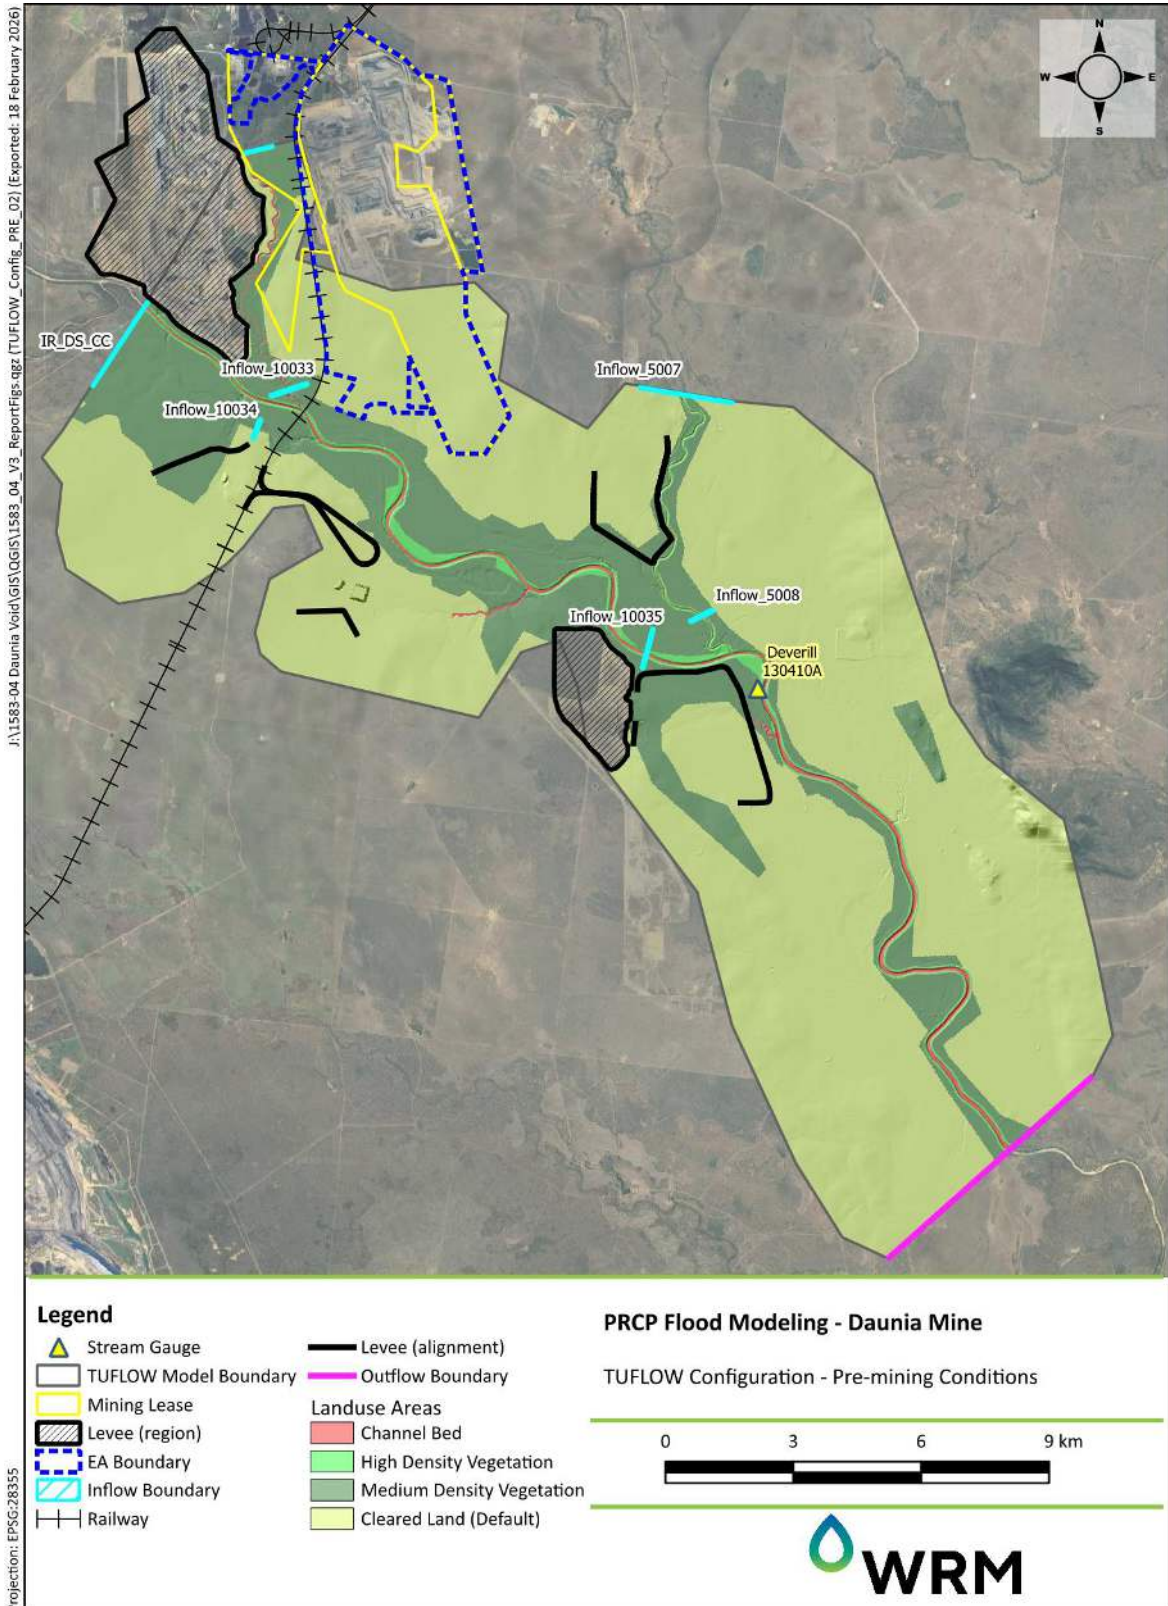 J:\1583-04 Daunia Void\GIS\QGIS\1583_04_V3_ReportFigs.qgz (TUFLOW_Config_PRE_02) (Exported: 18 February 2026)
N
W
E
S
IR_DS_CC
Inflow_10033
Inflow_10034
Inflow_5007
Inflow_5008
Inflow_10035
Deverill
130410A
Legend
Stream Gauge
TUFLOW Model Boundary
Mining Lease
Levee (region)
EA Boundary
Inflow Boundary
Railway
Levee (alignment)
Outflow Boundary
Landuse Areas
Channel Bed
High Density Vegetation
Medium Density Vegetation
Cleared Land (Default)
PRCP Flood Modeling - Daunia Mine
TUFLOW Configuration - Pre-mining Conditions
0 3 6 9 km
WRM
Projection: EPSG:28355